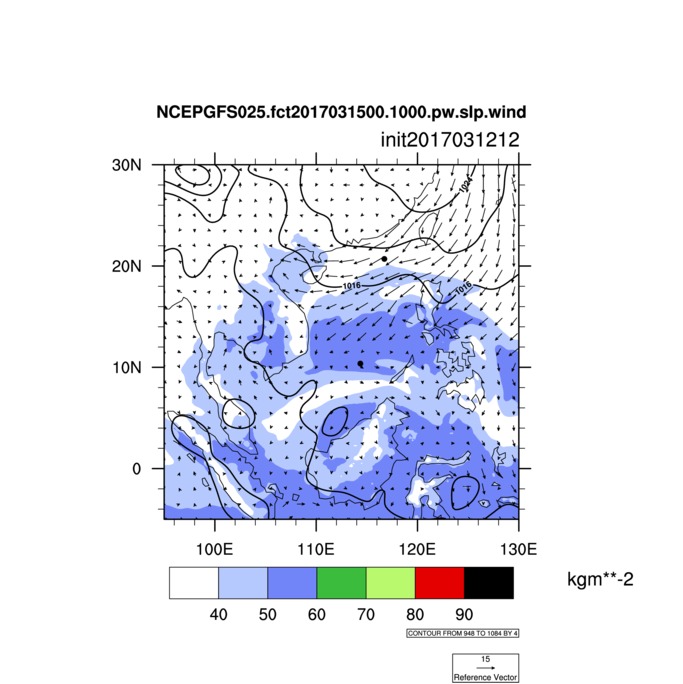 NCEPGFS025.fct2017031500.1000.pw.slp.wind
init2017031212
30N
1024
20N
1016
1016
10N
0
100E 110E 120E 130E
kgm**-2
40 50 60 70 80 90
CONTOUR FROM 948 TO 1084 BY 4
15
Reference Vector